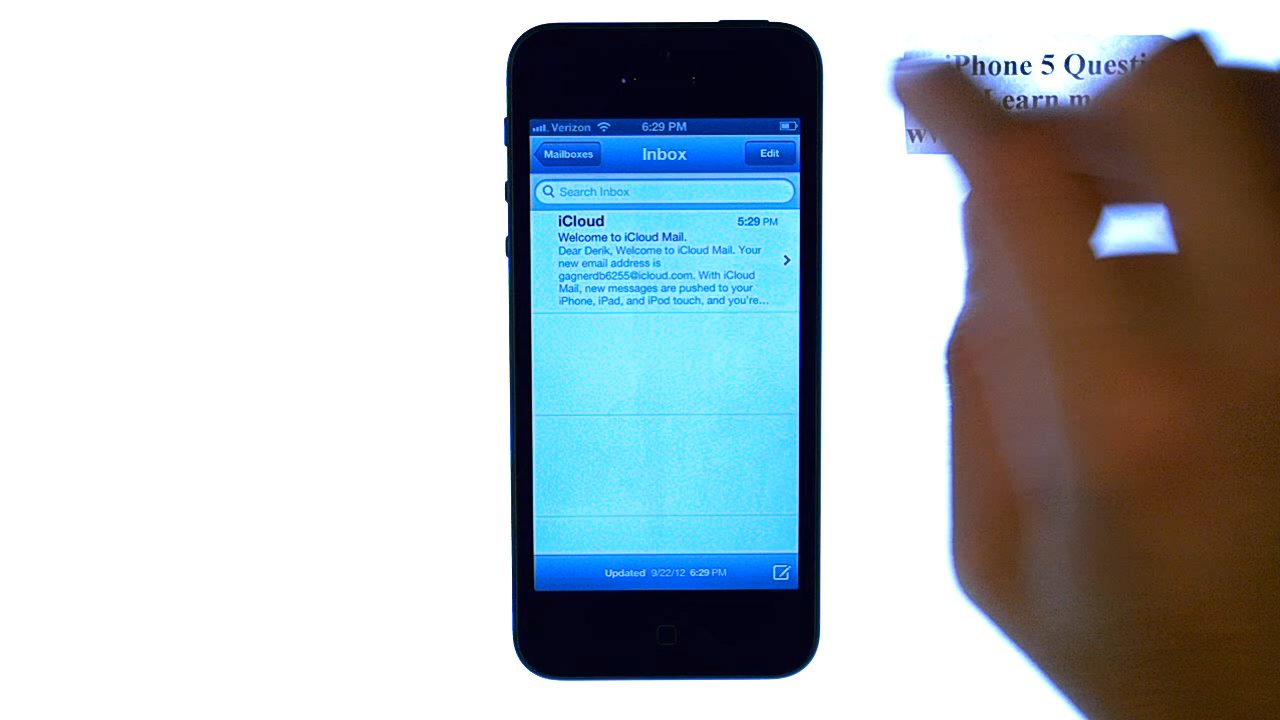 Verizon 6:29 PM
Mailboxes Inbox Edit
Search Inbox
iCloud 5:29 PM
Welcome to iCloud Mail.
Dear Derik, Welcome to iCloud Mail. Your
new email address is
gagnerdb6255@icloud.com. With iCloud
Mail, new messages are pushed to your
iPhone, iPad, and iPod touch, and you're...
Updated 9/22/12 6:29 PM
iPhone 5
Learn